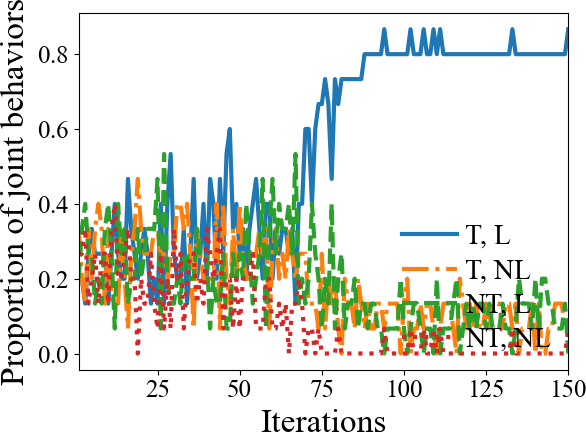 Proportion of joint behaviors
0.8
0.6
0.4
0.2
0.0
T, L
T, NL
NT, L
NT, NL
25
50
75
100
125
150
Iterations